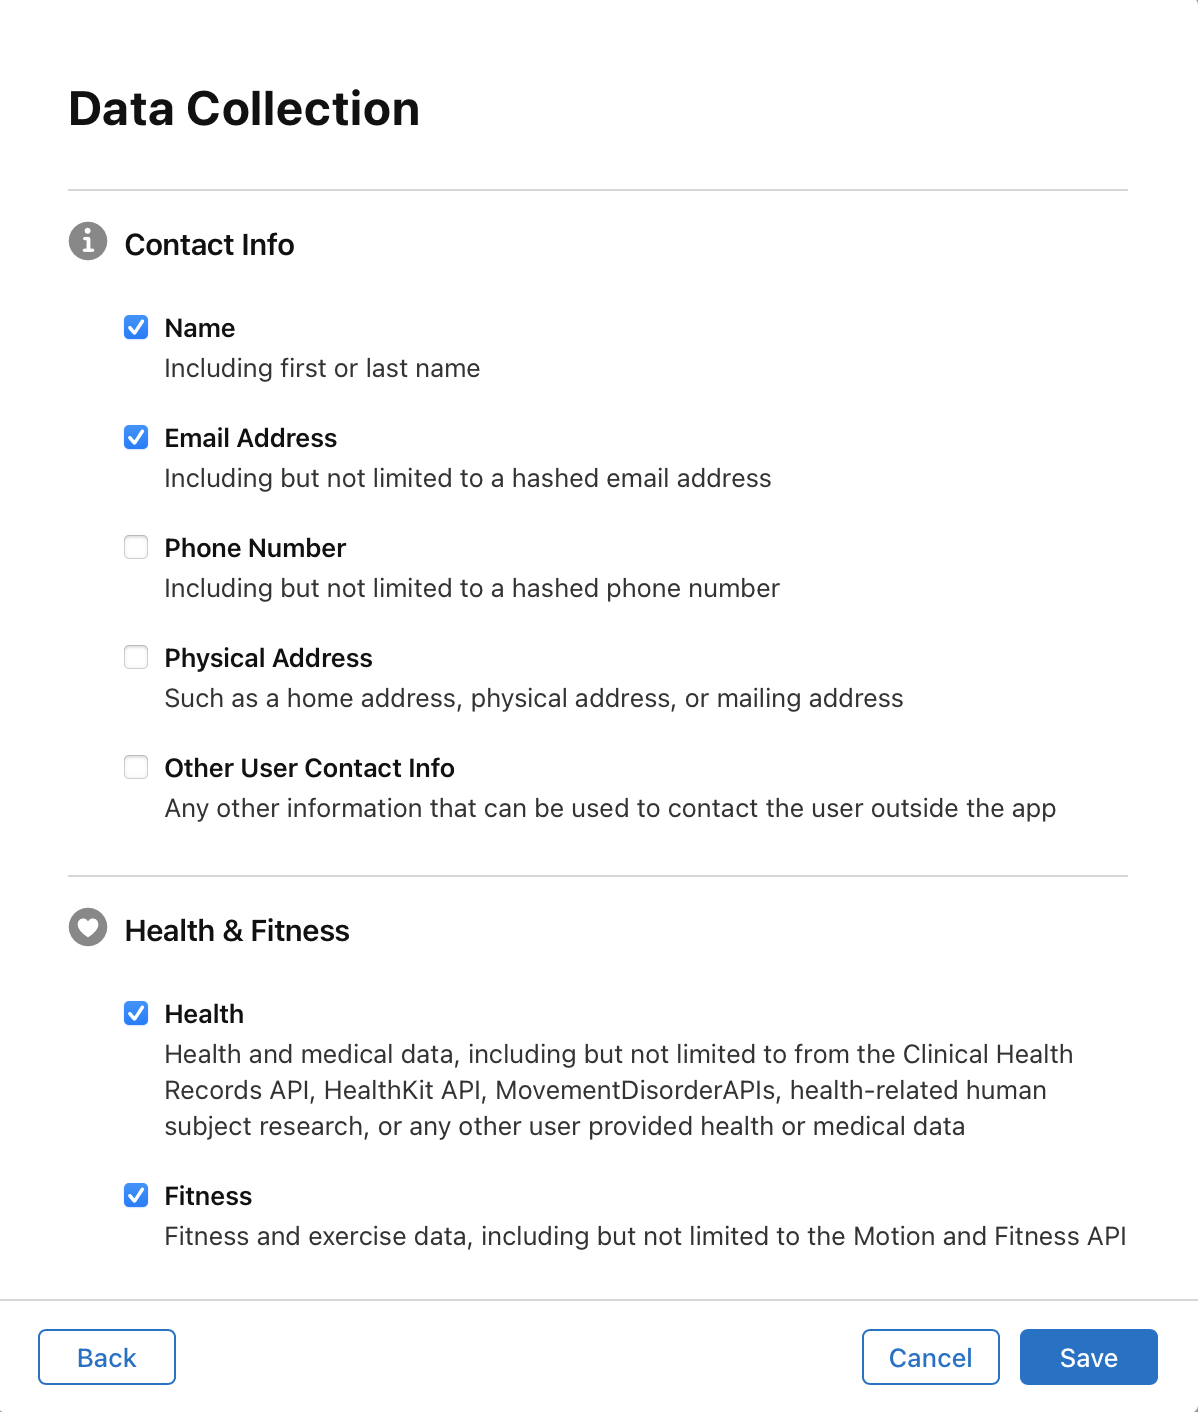 Data Collection
Contact Info
Name
Including first or last name
Email Address
Including but not limited to a hashed email address
Phone Number
Including but not limited to a hashed phone number
Physical Address
Such as a home address, physical address, or mailing address
Other User Contact Info
Any other information that can be used to contact the user outside the app
Health & Fitness
Health
Health and medical data, including but not limited to from the Clinical Health
Records API, HealthKit API, MovementDisorderAPIs, health-related human
subject research, or any other user provided health or medical data
Fitness
Fitness and exercise data, including but not limited to the Motion and Fitness API
Back
Cancel
Save